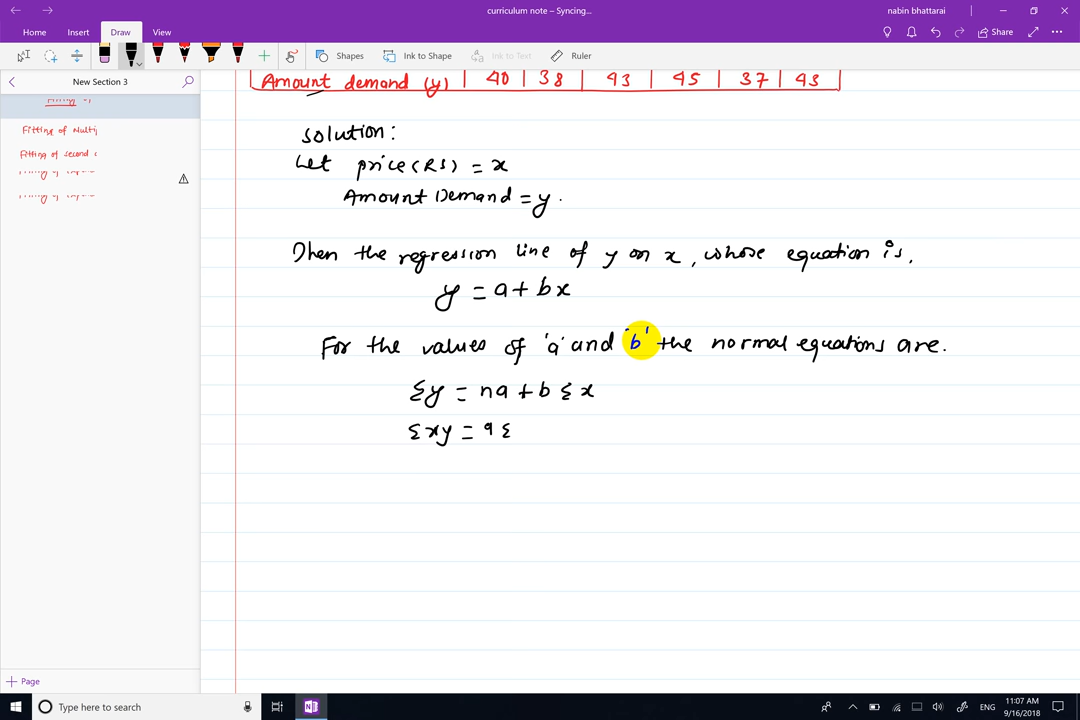 curriculum note – Syncing...
nabin bhattarai
Home Insert Draw View
Share
Shapes Ink to Shape Ink to Text Ruler
New Section 3
Fitting of Multip
Fitting of second
Amount demand (y) 40 38 43 45 37 43
solution:
Let price (RS) = x
Amount Demand = y.
Then the regression line of y on x, whose equation is,
y = a + bx
For the values of 'a' and 'b' the normal equations are.
Σy = na + bΣx
Σxy = aΣ
Page
Type here to search
ENG
11:07 AM
9/16/2018